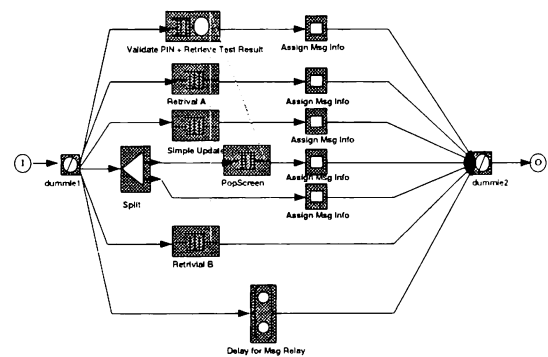 Validate PIN + Retrieve Test Result
Assign Msg Info
Retrival A
Assign Msg Info
Simple Update
Assign Msg Info
I
dummie1
Split
PopScreen
Assign Msg Info
dummie2
O
Assign Msg Info
Retrivial B
Delay for Msg Relay